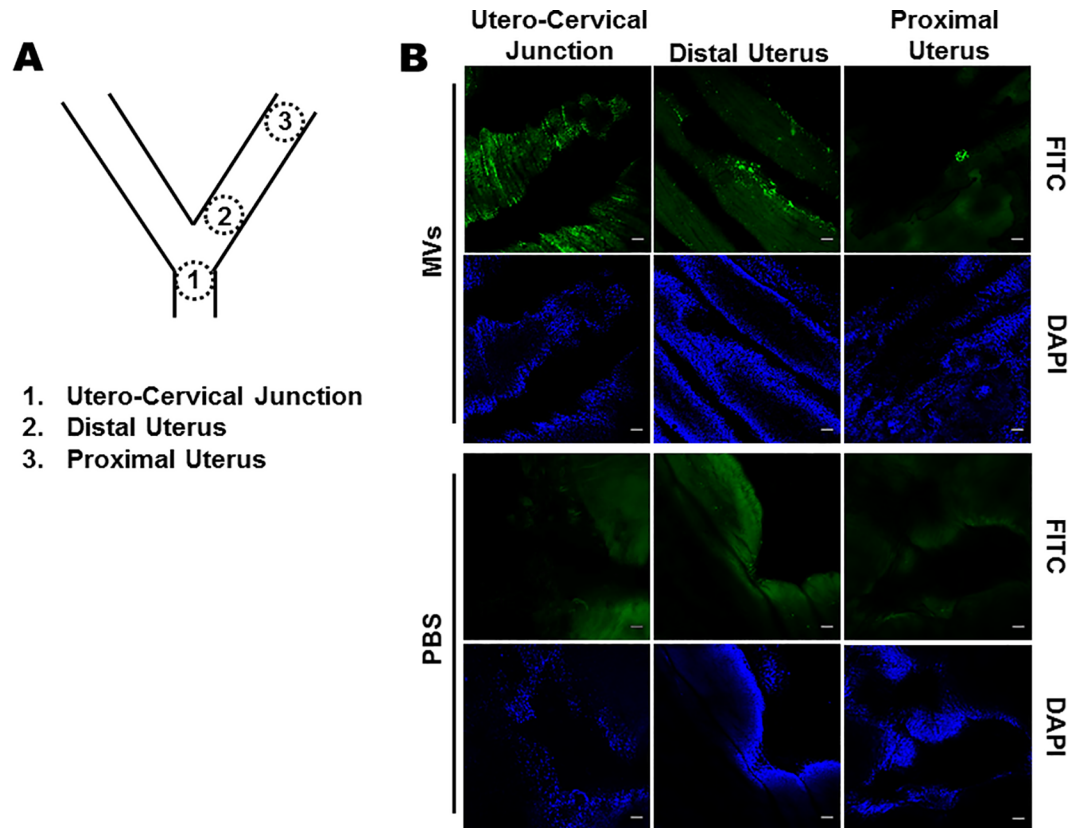 A
1
2
3
1. Utero-Cervical Junction
2. Distal Uterus
3. Proximal Uterus
B
Utero-Cervical
Junction
Distal Uterus
Proximal
Uterus
MVs
FITC
DAPI
PBS
FITC
DAPI